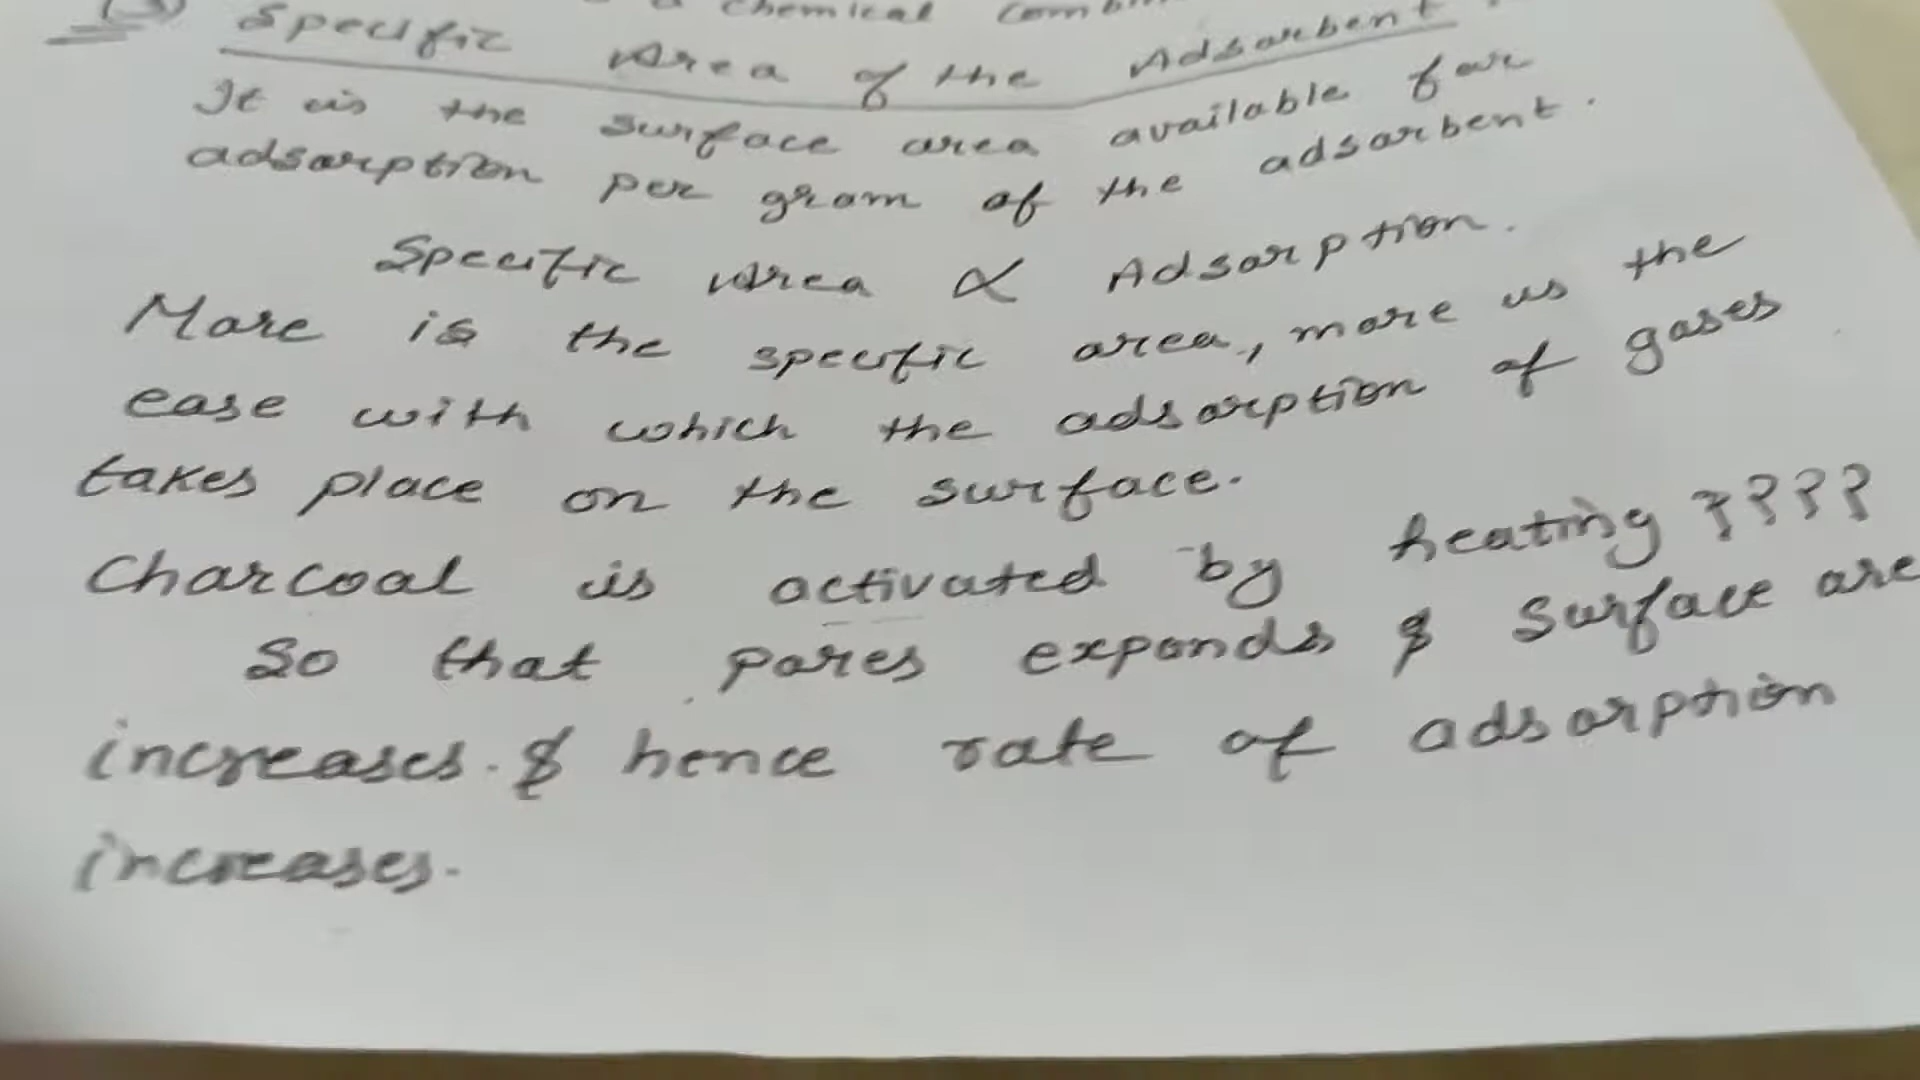 a chemical
(3) Specific Area of the Adsorbent
It is the surface area available for
adsorption per gram of the adsorbent.
Specific Area ∝ Adsorption.
More is the specific area, more is the
ease with which the adsorption of gases
takes place on the surface.
Charcoal is activated by heating ????
So that pores expands & surface are
increases. & hence rate of adsorption
increases.